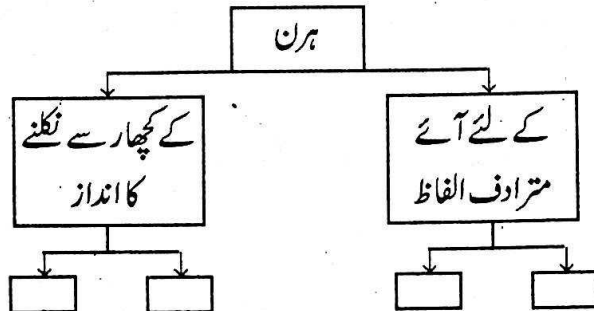 ہرن
کے لئے آئے
مترادف الفاظ
کے کچھار سے نکلنے
کا انداز